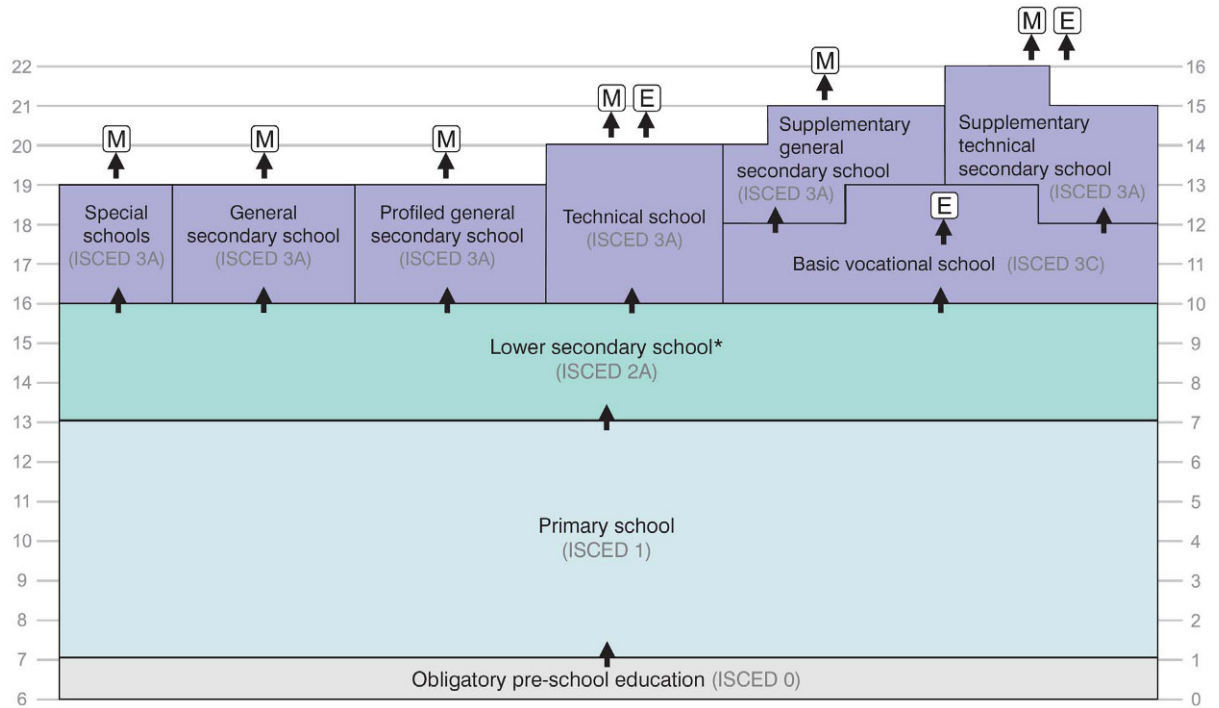 M E
22 M 16
21 M E 15
20 M M M Supplementary general secondary school (ISCED 3A) Supplementary technical secondary school (ISCED 3A) 14
19 13
Special schools (ISCED 3A)
General secondary school (ISCED 3A)
Profiled general secondary school (ISCED 3A)
Technical school (ISCED 3A)
E
18 12
17 Basic vocational school (ISCED 3C) 11
16 10
15 9
Lower secondary school*
(ISCED 2A)
14 8
13 7
12 6
11 5
Primary school
10 4
(ISCED 1)
9 3
8 2
7 1
Obligatory pre-school education (ISCED 0)
6 0